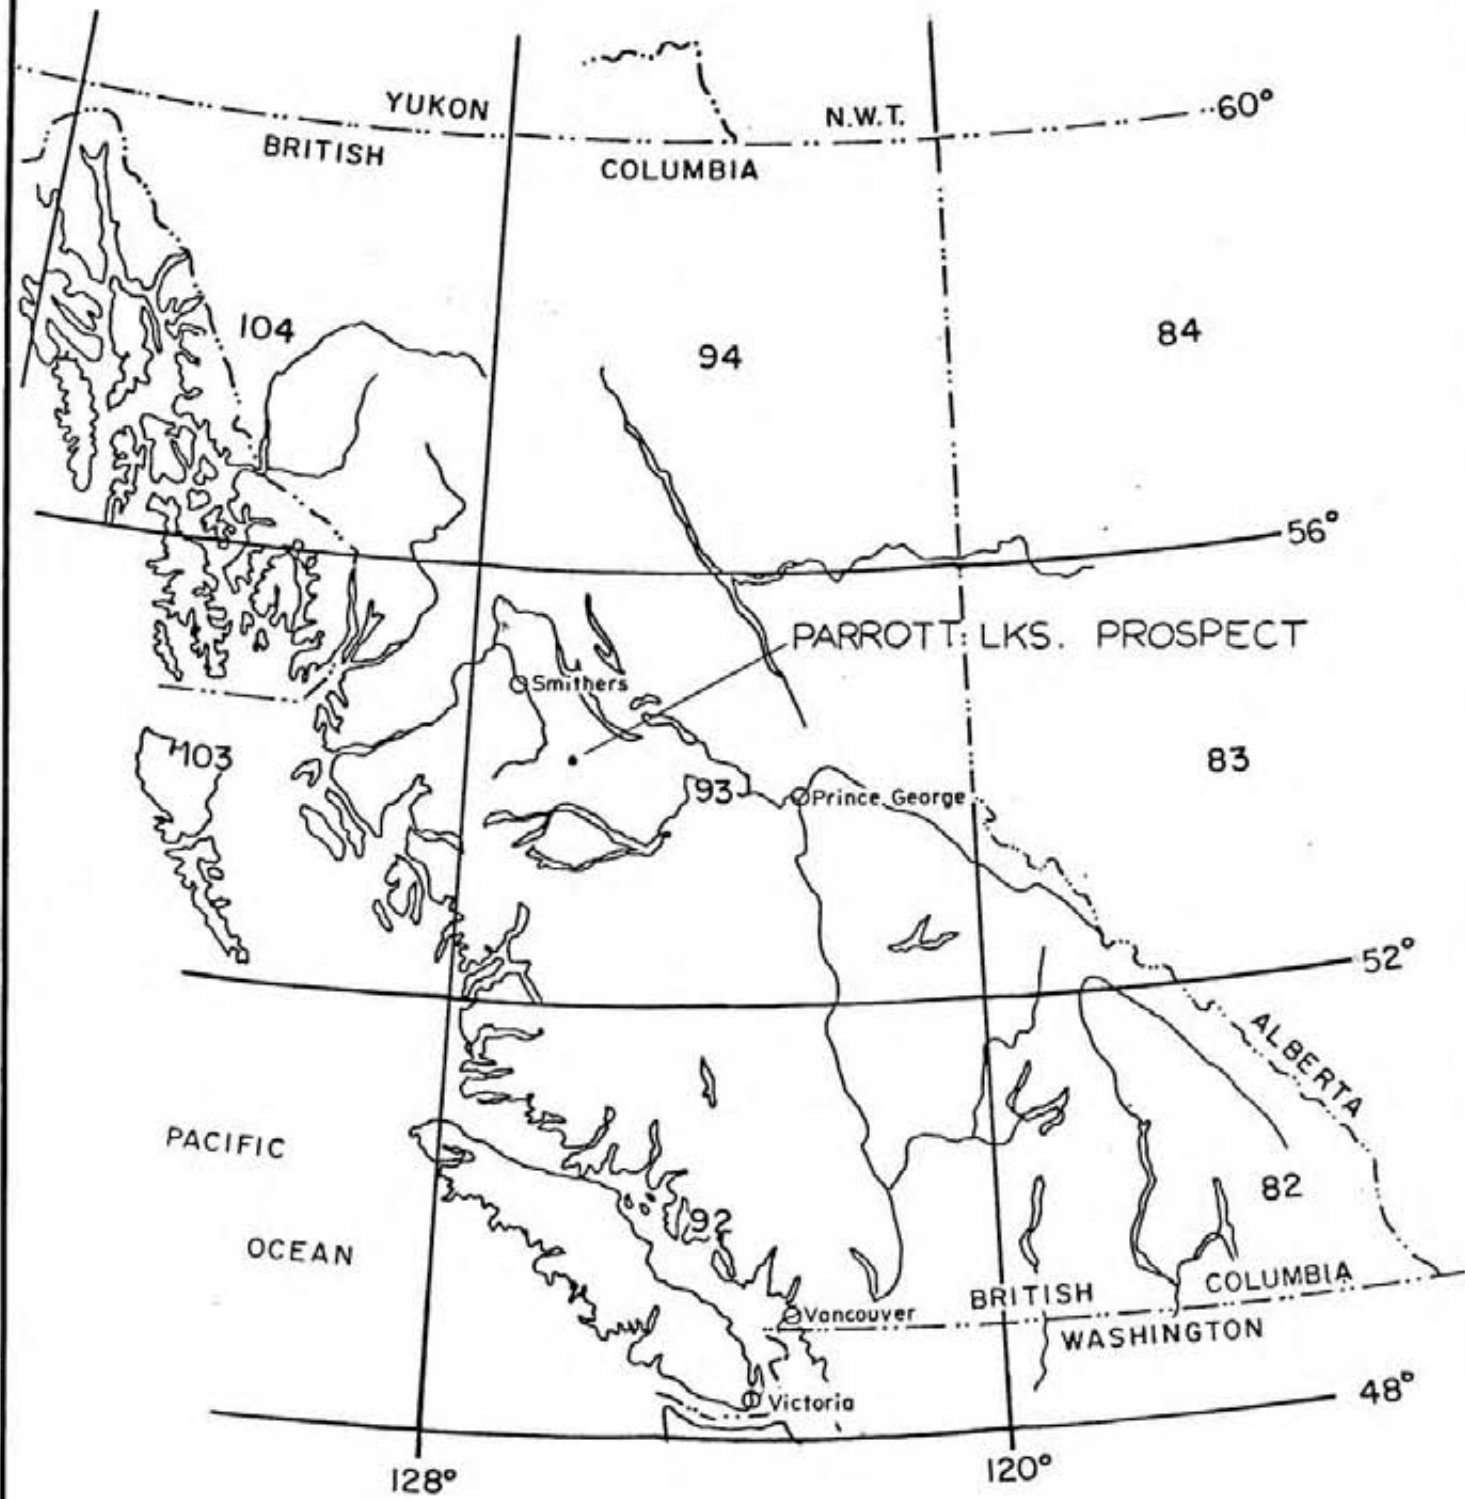 YUKON
N.W.T.
60°
BRITISH
COLUMBIA
104
94
84
56°
PARROTT LKS. PROSPECT
Smithers
103
93
Prince George
83
52°
ALBERTA
PACIFIC
OCEAN
92
82
BRITISH
COLUMBIA
Vancouver
WASHINGTON
Victoria
48°
128°
120°